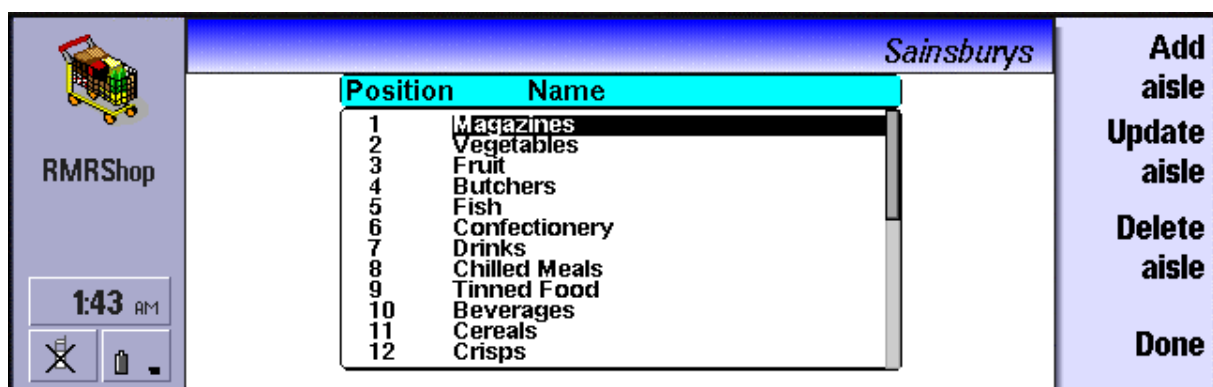 Sainsburys
RMRShop
1:43 AM
Position Name
1 Magazines
2 Vegetables
3 Fruit
4 Butchers
5 Fish
6 Confectionery
7 Drinks
8 Chilled Meals
9 Tinned Food
10 Beverages
11 Cereals
12 Crisps
Add
aisle
Update
aisle
Delete
aisle
Done